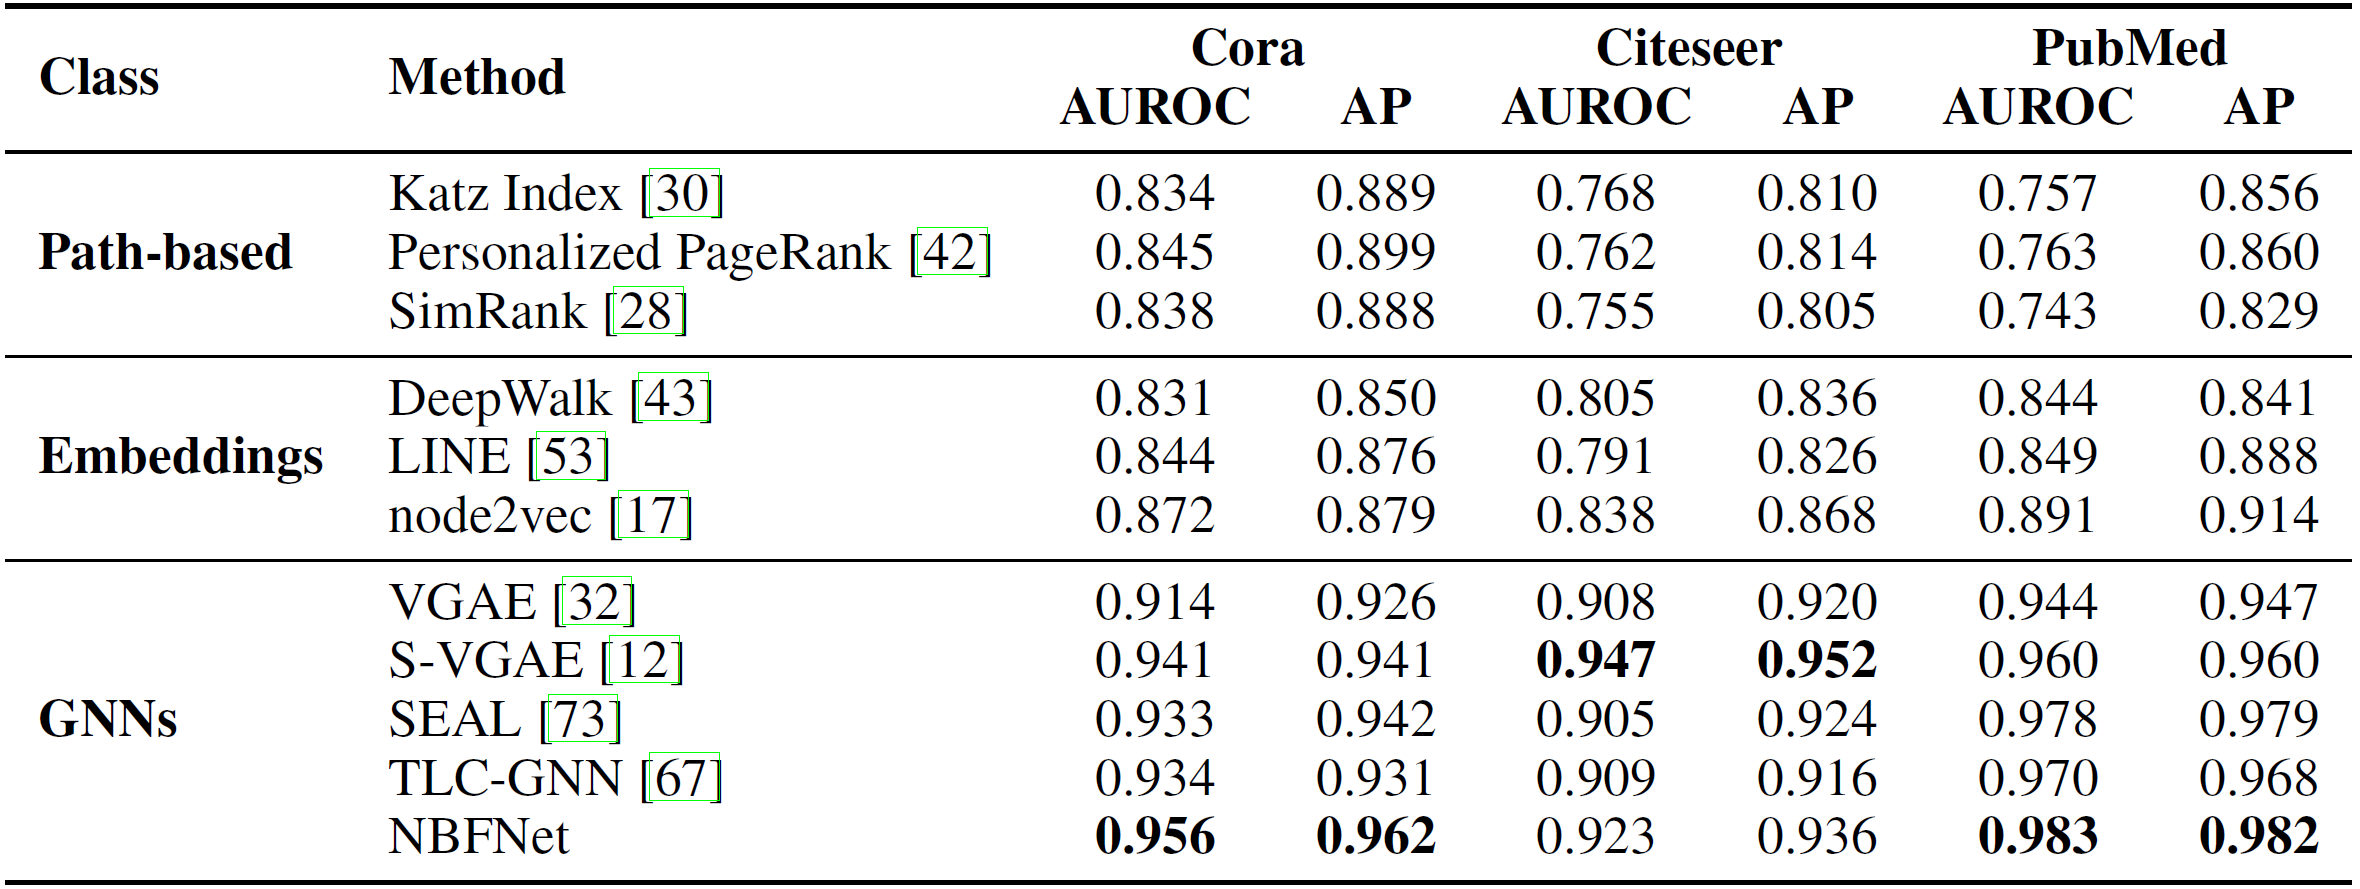 Class Method Cora Citeseer PubMed
AUROC AP AUROC AP AUROC AP
Katz Index [30] 0.834 0.889 0.768 0.810 0.757 0.856
Path-based Personalized PageRank [42] 0.845 0.899 0.762 0.814 0.763 0.860
SimRank [28] 0.838 0.888 0.755 0.805 0.743 0.829
DeepWalk [43] 0.831 0.850 0.805 0.836 0.844 0.841
Embeddings LINE [53] 0.844 0.876 0.791 0.826 0.849 0.888
node2vec [17] 0.872 0.879 0.838 0.868 0.891 0.914
VGAE [32] 0.914 0.926 0.908 0.920 0.944 0.947
S-VGAE [12] 0.941 0.941 0.947 0.952 0.960 0.960
GNNs SEAL [73] 0.933 0.942 0.905 0.924 0.978 0.979
TLC-GNN [67] 0.934 0.931 0.909 0.916 0.970 0.968
NBFNet 0.956 0.962 0.923 0.936 0.983 0.982